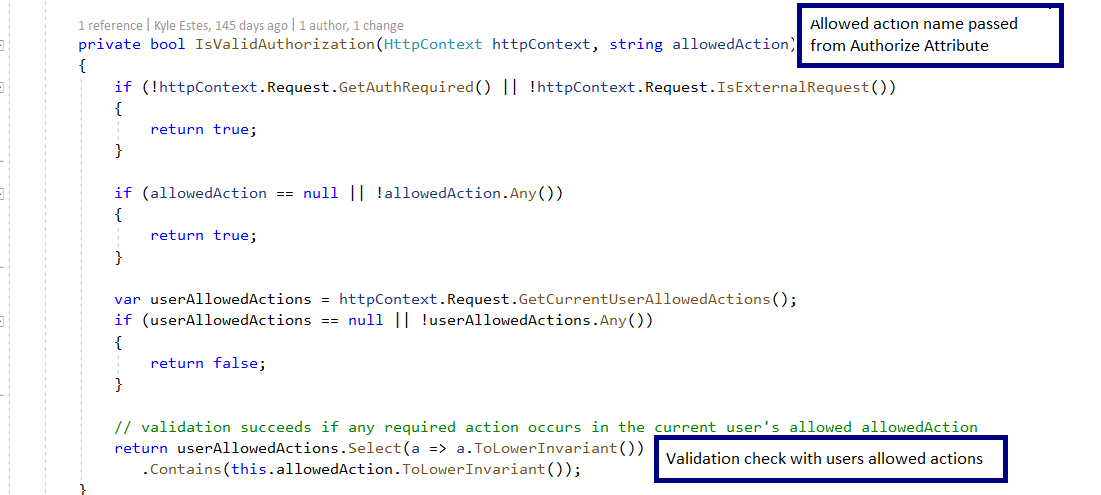 1 reference | Kyle Estes, 145 days ago | 1 author, 1 change
private bool IsValidAuthorization(HttpContext httpContext, string allowedAction)
Allowed action name passed
from Authorize Attribute
{
if (!httpContext.Request.GetAuthRequired() || !httpContext.Request.IsExternalRequest())
{
return true;
}
if (allowedAction == null || !allowedAction.Any())
{
return true;
}
var userAllowedActions = httpContext.Request.GetCurrentUserAllowedActions();
if (userAllowedActions == null || !userAllowedActions.Any())
{
return false;
}
// validation succeeds if any required action occurs in the current user's allowed allowedAction
return userAllowedActions.Select(a => a.ToLowerInvariant())
.Contains(this.allowedAction.ToLowerInvariant());
Validation check with users allowed actions
}